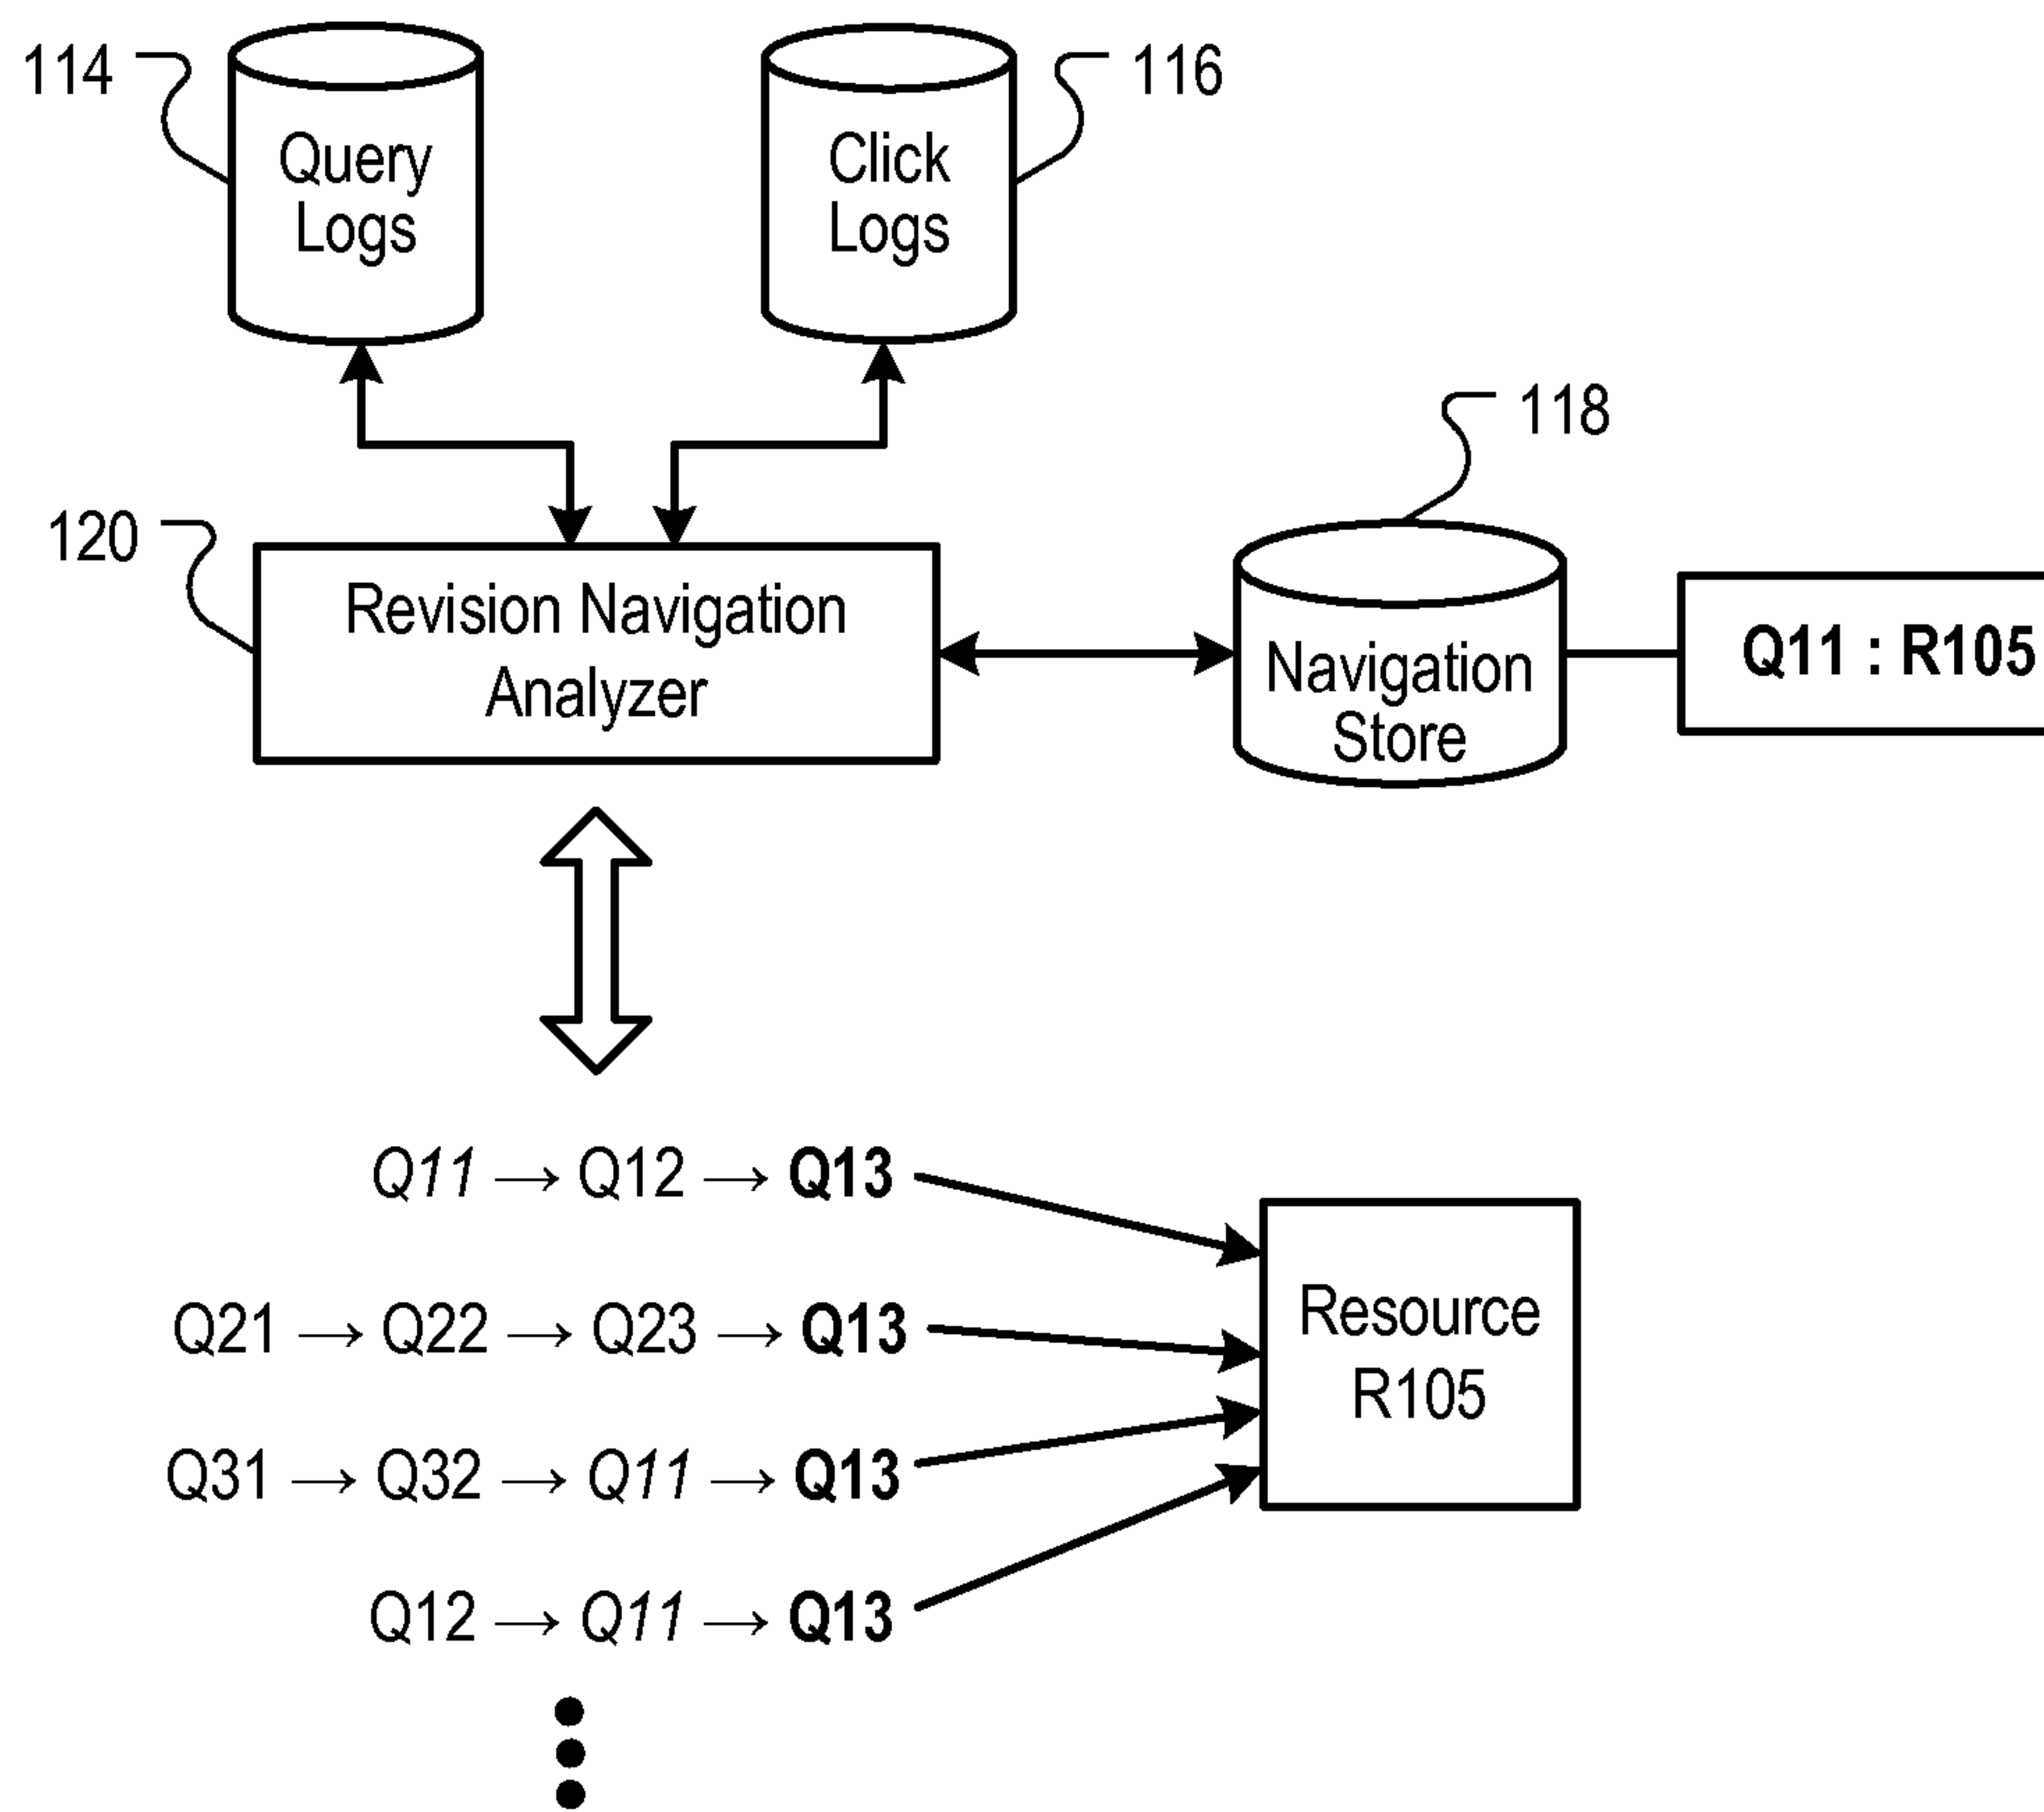 114
Query
Logs
Click
Logs
116
118
120
Revision Navigation
Analyzer
Navigation
Store
Q11 : R105
Q11 → Q12 → Q13
Q21 → Q22 → Q23 → Q13
Q31 → Q32 → Q11 → Q13
Q12 → Q11 → Q13
Resource
R105